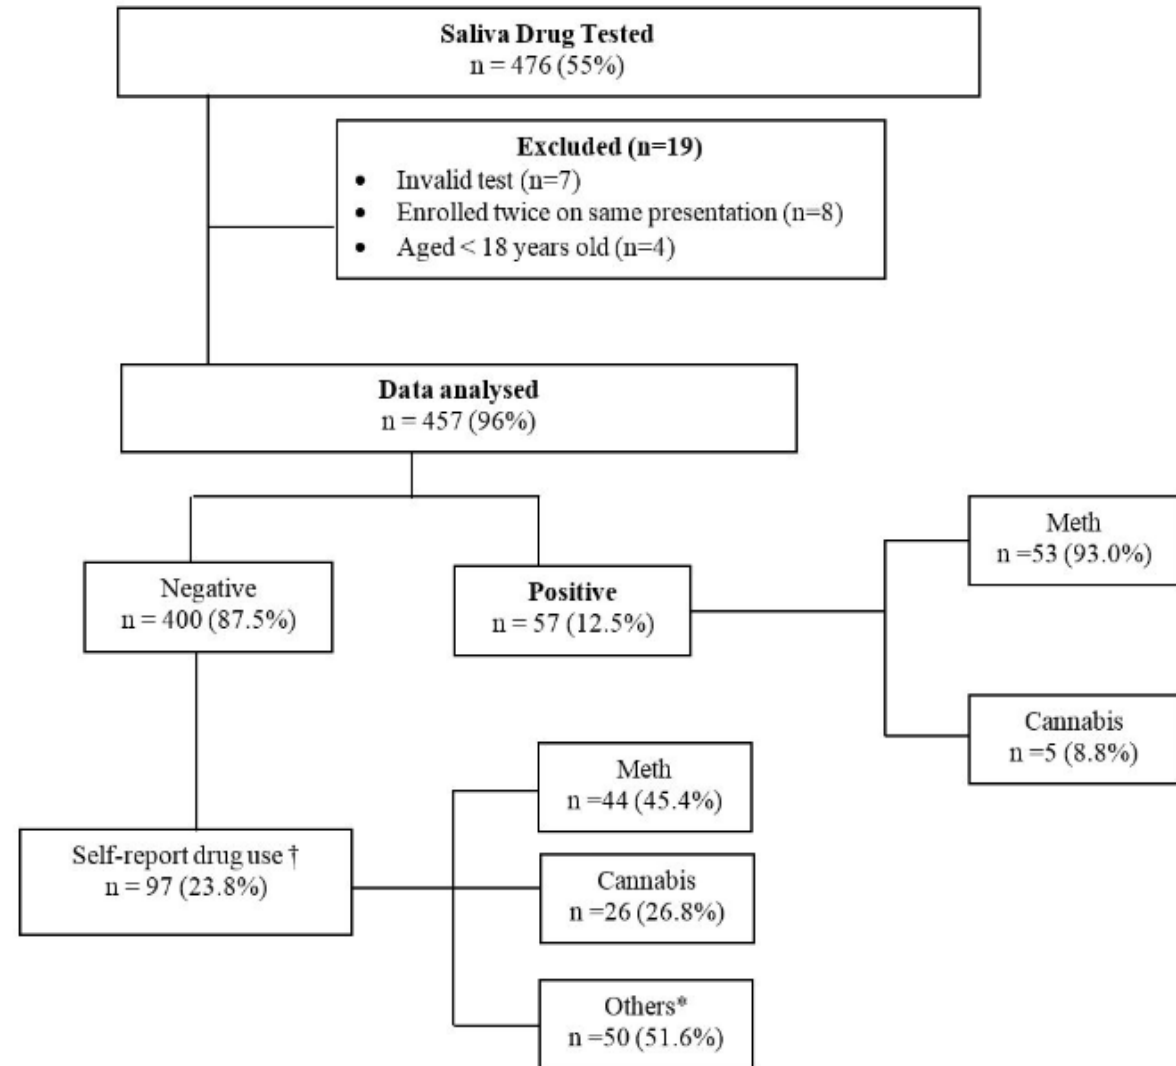 Saliva Drug Tested
n = 476 (55%)
Excluded (n=19)
• Invalid test (n=7)
• Enrolled twice on same presentation (n=8)
• Aged < 18 years old (n=4)
Data analysed
n = 457 (96%)
Negative
n = 400 (87.5%)
Positive
n = 57 (12.5%)
Meth
n =53 (93.0%)
Cannabis
n =5 (8.8%)
Self-report drug use †
n = 97 (23.8%)
Meth
n =44 (45.4%)
Cannabis
n =26 (26.8%)
Others*
n =50 (51.6%)